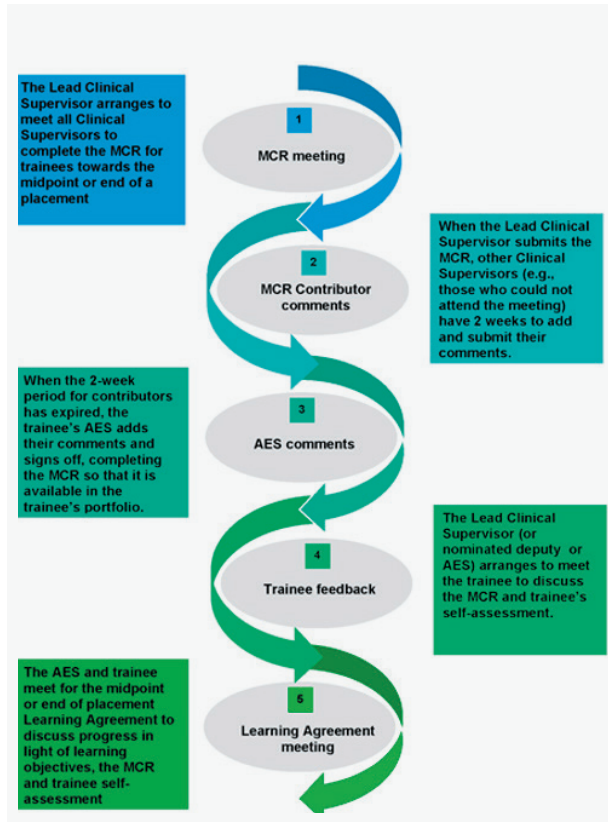 The Lead Clinical
Supervisor arranges to
meet all Clinical
Supervisors to
complete the MCR for
trainees towards the
midpoint or end of a
placement
1
MCR meeting
2
MCR Contributor
comments
When the Lead Clinical
Supervisor submits the
MCR, other Clinical
Supervisors (e.g.,
those who could not
attend the meeting)
have 2 weeks to add
and submit their
comments.
When the 2-week
period for contributors
has expired, the
trainee's AES adds
their comments and
signs off, completing
the MCR so that it is
available in the
trainee's portfolio.
3
AES comments
4
Trainee feedback
The Lead Clinical
Supervisor (or
nominated deputy or
AES) arranges to meet
the trainee to discuss
the MCR and trainee's
self-assessment.
The AES and trainee
meet for the midpoint
or end of placement
Learning Agreement to
discuss progress in
light of learning
objectives, the MCR
and trainee self-
assessment
5
Learning Agreement
meeting